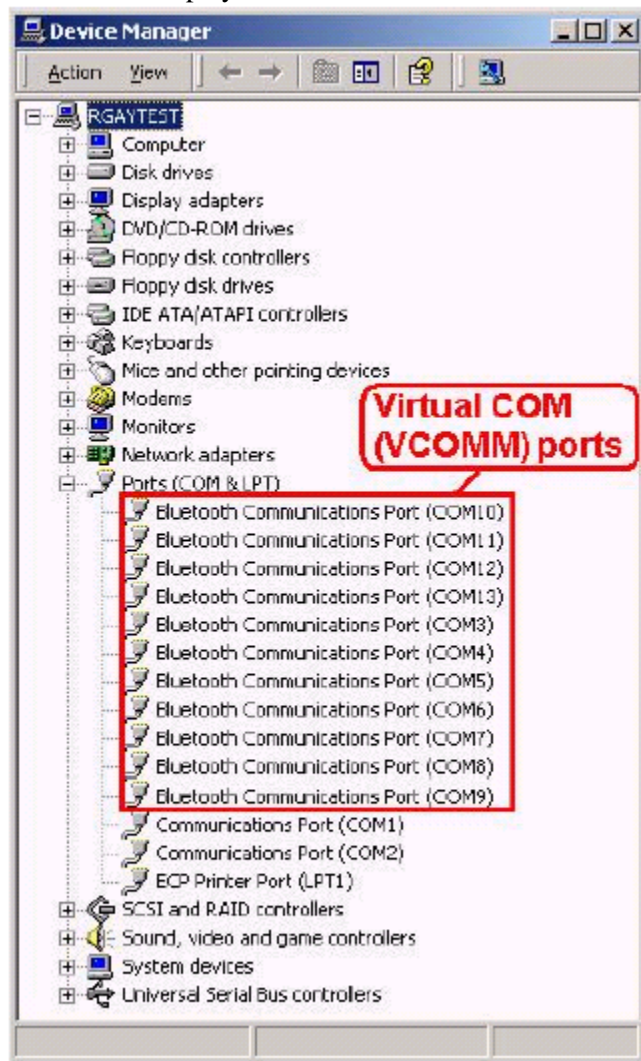 Device Manager
Action View
RGAYTEST
Computer
Disk drives
Display adapters
DVD/CD-ROM drives
Floppy disk controllers
Floppy disk drives
IDE ATA/ATAPI controllers
Keyboards
Mice and other pointing devices
Modems
Monitors
Network adapters
Ports (COM & LPT)
Virtual COM
(VCOMM) ports
Bluetooth Communications Port (COM10)
Bluetooth Communications Port (COM11)
Bluetooth Communications Port (COM12)
Bluetooth Communications Port (COM13)
Bluetooth Communications Port (COM3)
Bluetooth Communications Port (COM4)
Bluetooth Communications Port (COM5)
Bluetooth Communications Port (COM6)
Bluetooth Communications Port (COM7)
Bluetooth Communications Port (COM8)
Bluetooth Communications Port (COM9)
Communications Port (COM1)
Communications Port (COM2)
ECP Printer Port (LPT1)
SCSI and RAID controllers
Sound, video and game controllers
System devices
Universal Serial Bus controllers